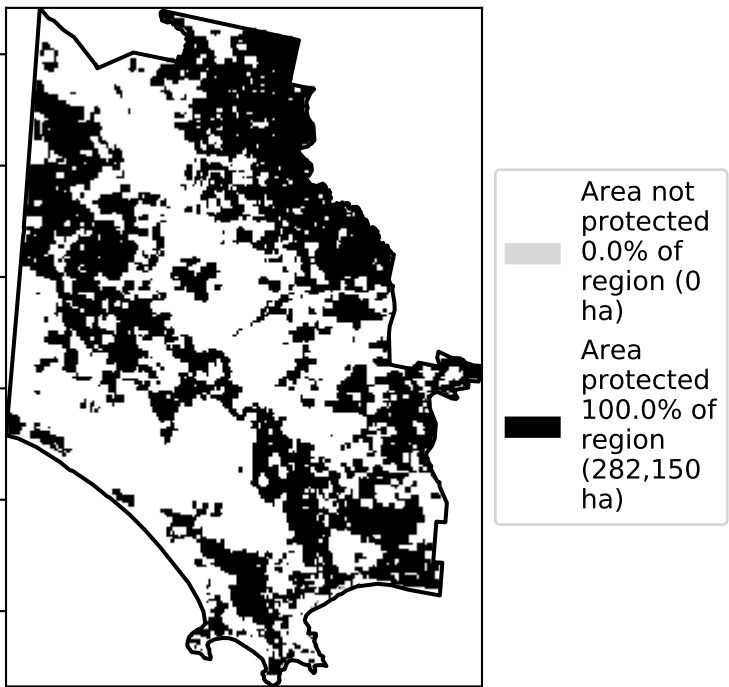 Area not
protected
0.0% of
region (0
ha)
Area
protected
100.0% of
region
(282,150
ha)